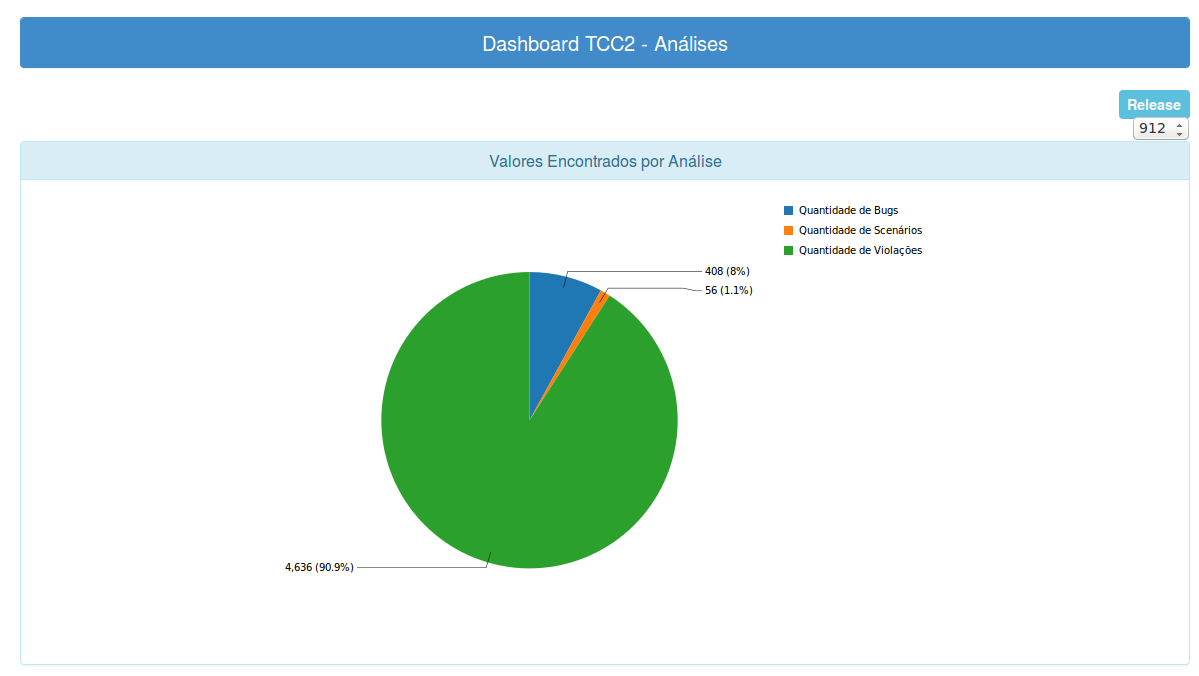 Dashboard TCC2 - Análises
Release
912
Valores Encontrados por Análise
Quantidade de Bugs
Quantidade de Scenários
Quantidade de Violações
408 (8%)
56 (1.1%)
4,636 (90.9%)